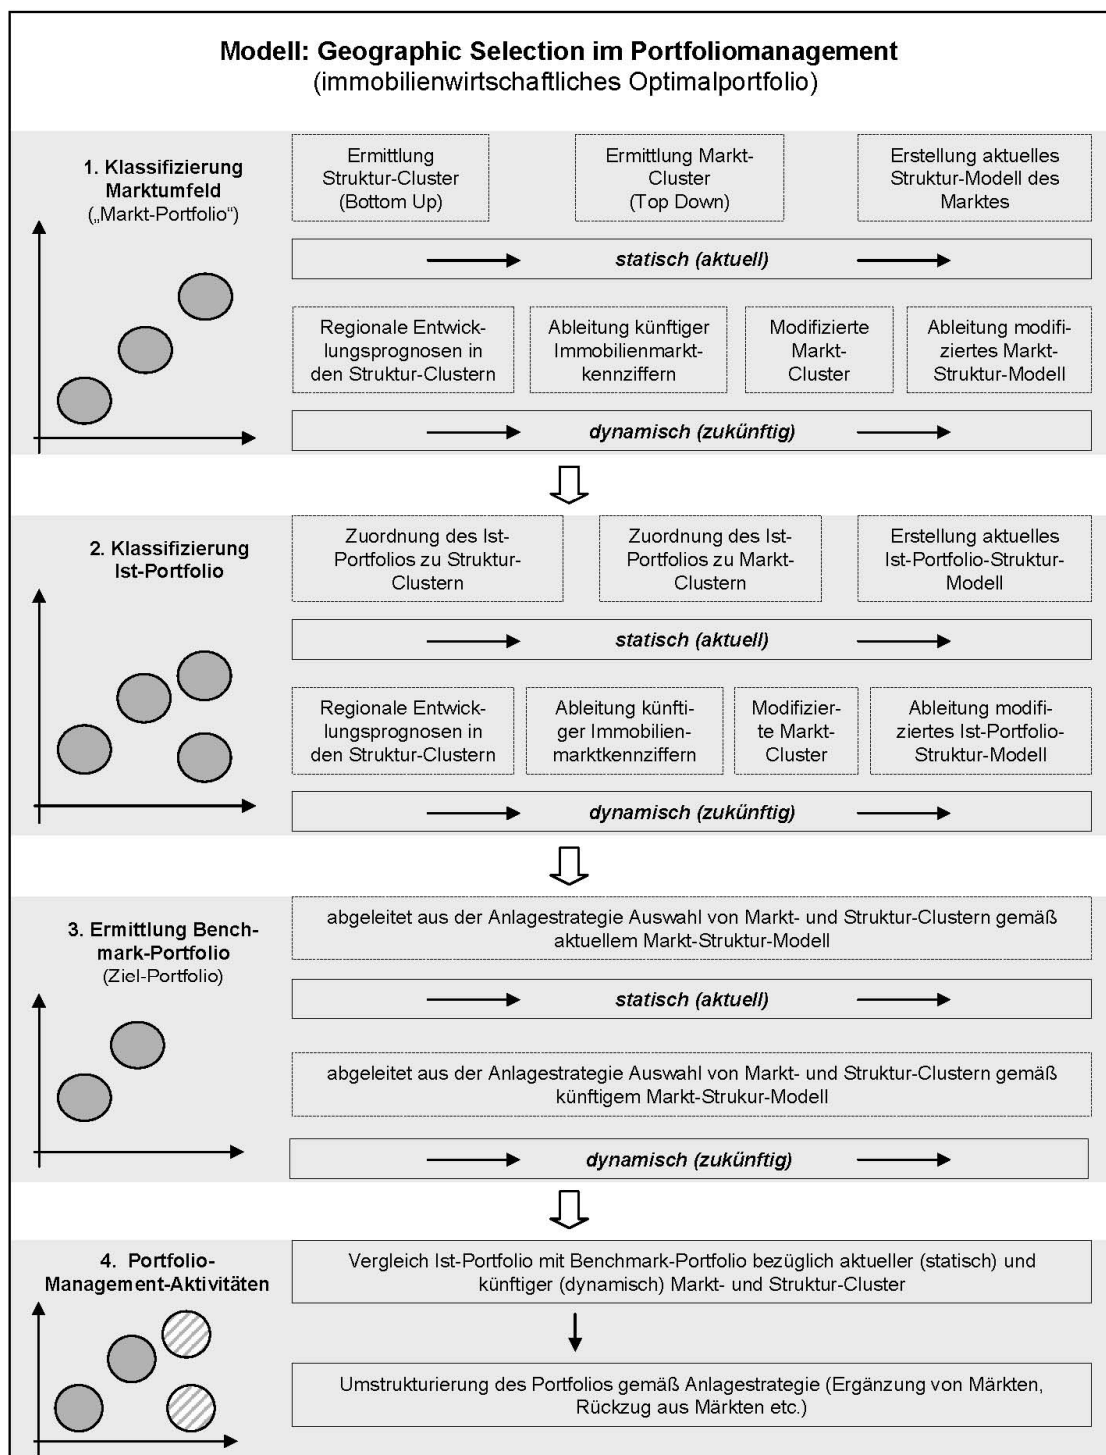 Modell: Geographic Selection im Portfoliomanagement
(immobilienwirtschaftliches Optimalportfolio)
1. Klassifizierung
Marktumfeld
(„Markt-Portfolio“)
Ermittlung
Struktur-Cluster
(Bottom Up)
Ermittlung Markt-
Cluster
(Top Down)
Erstellung aktuelles
Struktur-Modell des
Marktes
statisch (aktuell)
Regionale Entwick-
lungsprognosen in
den Struktur-Clustern
Ableitung künftiger
Immobilienmarkt-
kennziffern
Modifizierte
Markt-
Cluster
Ableitung modifi-
ziertes Markt-
Struktur-Modell
dynamisch (zukünftig)
2. Klassifizierung
Ist-Portfolio
Zuordnung des Ist-
Portfolios zu Struktur-
Clustern
Zuordnung des Ist-
Portfolios zu Markt-
Clustern
Erstellung aktuelles
Ist-Portfolio-Struktur-
Modell
statisch (aktuell)
Regionale Entwick-
lungsprognosen in
den Struktur-Clustern
Ableitung künfti-
ger Immobilien-
marktkennziffern
Modifizier-
te Markt-
Cluster
Ableitung modifi-
ziertes Ist-Portfolio-
Struktur-Modell
dynamisch (zukünftig)
3. Ermittlung Bench-
mark-Portfolio
(Ziel-Portfolio)
abgeleitet aus der Anlagestrategie Auswahl von Markt- und Struktur-Clustern gemäß
aktuellem Markt-Struktur-Modell
statisch (aktuell)
abgeleitet aus der Anlagestrategie Auswahl von Markt- und Struktur-Clustern gemäß
künftigem Markt-Strukur-Modell
dynamisch (zukünftig)
4. Portfolio-
Management-Aktivitäten
Vergleich Ist-Portfolio mit Benchmark-Portfolio bezüglich aktueller (statisch) und
künftiger (dynamisch) Markt- und Struktur-Cluster
Umstrukturierung des Portfolios gemäß Anlagestrategie (Ergänzung von Märkten,
Rückzug aus Märkten etc.)